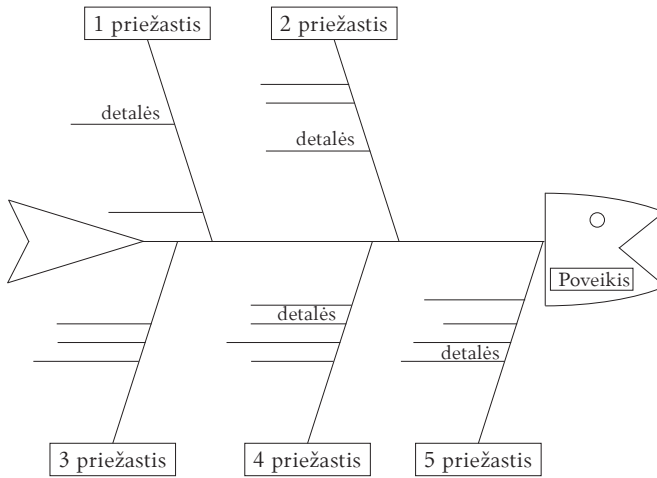 1 priežastis
2 priežastis
detalės
detalės
Poveikis
detalės
detalės
3 priežastis
4 priežastis
5 priežastis